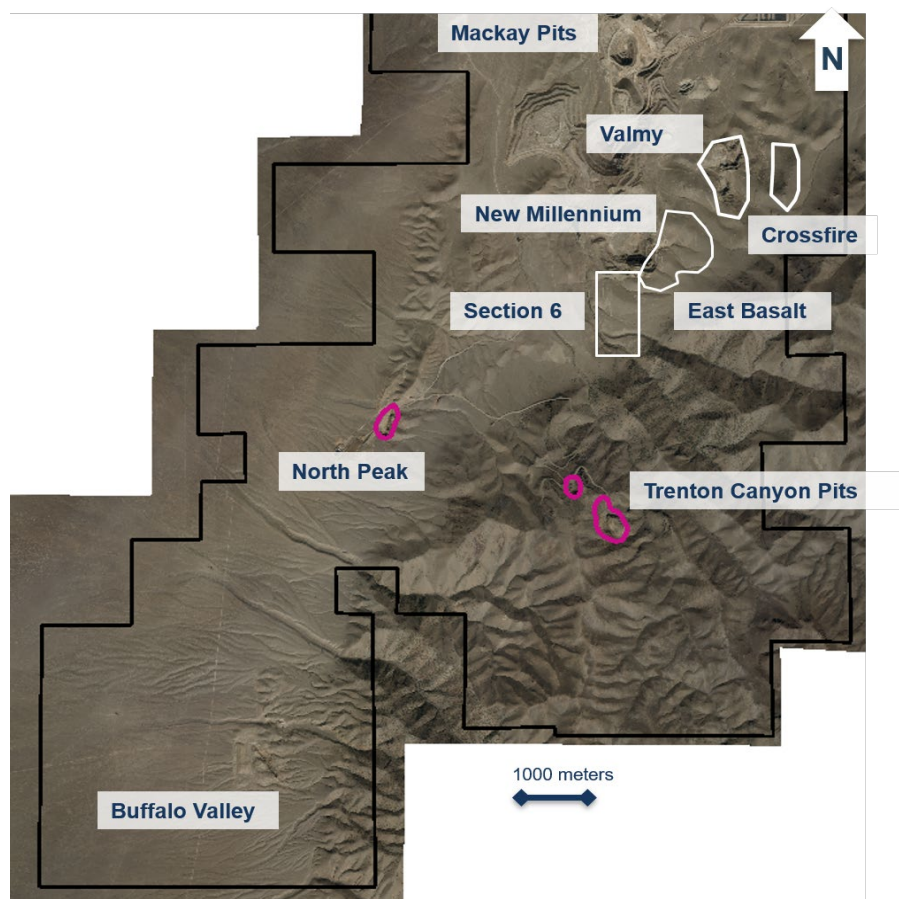 Mackay Pits
N
Valmy
New Millennium
Crossfire
Section 6
East Basalt
North Peak
Trenton Canyon Pits
1000 meters
Buffalo Valley